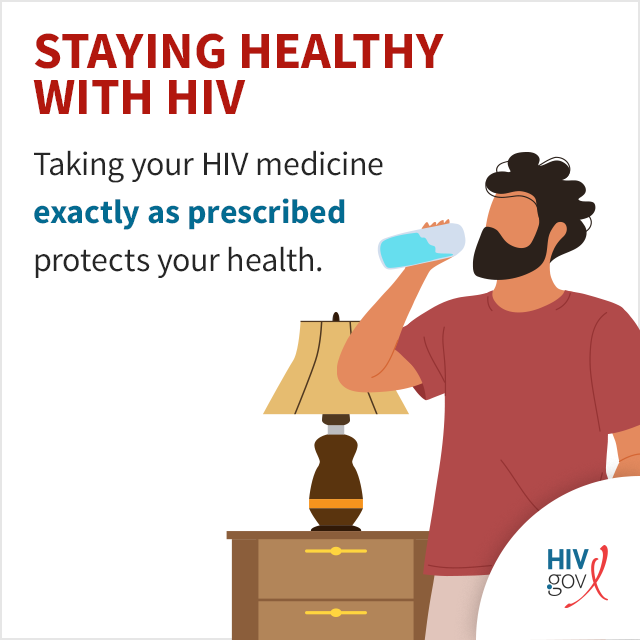 STAYING HEALTHY
WITH HIV
Taking your HIV medicine
exactly as prescribed
protects your health.
HIV
.gov